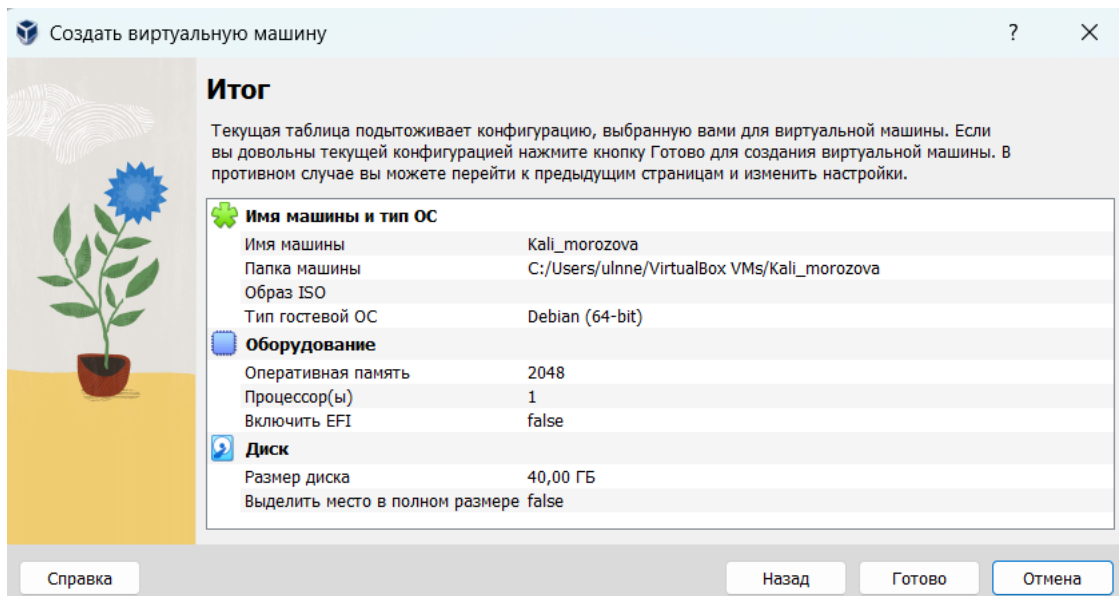 Создать виртуальную машину
?
Итог
Текущая таблица подытоживает конфигурацию, выбранную вами для виртуальной машины. Если
вы довольны текущей конфигурацией нажмите кнопку Готово для создания виртуальной машины. В
противном случае вы можете перейти к предыдущим страницам и изменить настройки.
Имя машины и тип ОС
Имя машины Kali_morozova
Папка машины C:/Users/ulnne/VirtualBox VMs/Kali_morozova
Образ ISO
Тип гостевой ОС Debian (64-bit)
Оборудование
Оперативная память 2048
Процессор(ы) 1
Включить EFI false
Диск
Размер диска 40,00 ГБ
Выделить место в полном размере false
Справка Назад Готово Отмена